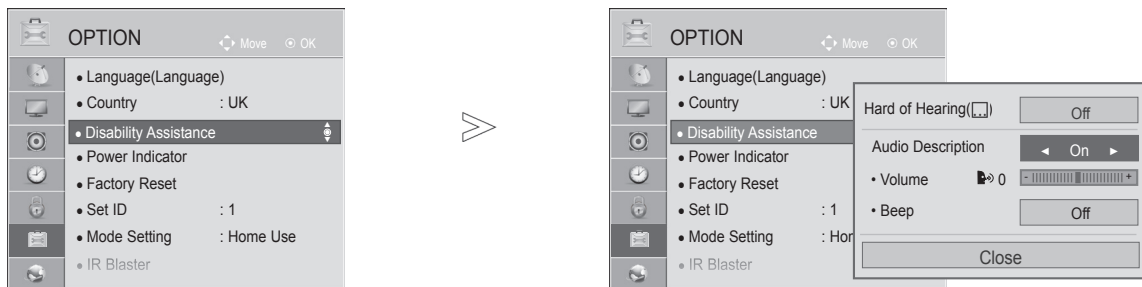 OPTION
Move OK
• Language(Language)
• Country : UK
• Disability Assistance
• Power Indicator
• Factory Reset
• Set ID : 1
• Mode Setting : Home Use
• IR Blaster
OPTION
Move OK
• Language(Language)
• Country : UK
• Disability Assistance
• Power Indicator
• Factory Reset
• Set ID : 1
• Mode Setting : Hor
• IR Blaster
Hard of Hearing( ) Off
Audio Description ◄ On ►
• Volume 0 - +
• Beep Off
Close